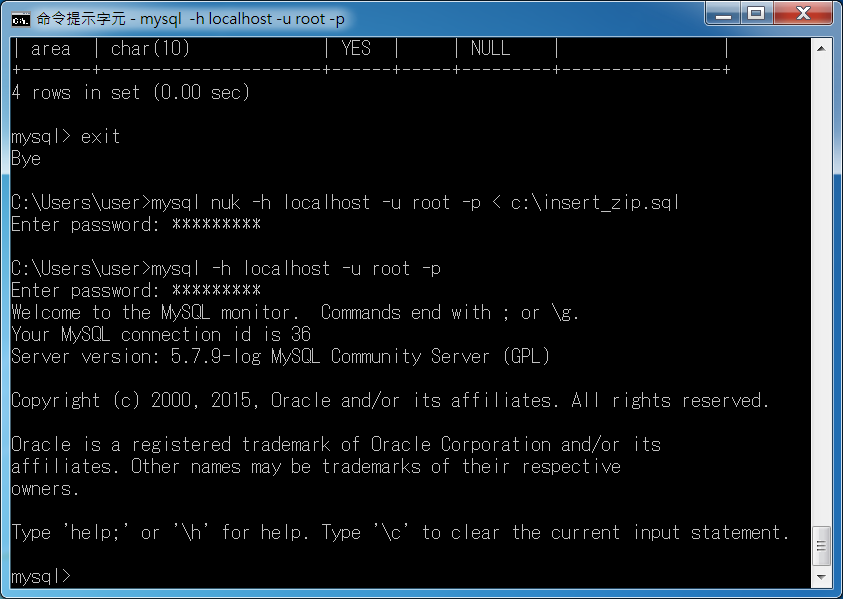 命令提示字元 - mysql -h localhost -u root -p
| area  | char(10)             | YES  |     | NULL    |                |
+-------+----------------------+------+-----+---------+----------------+
4 rows in set (0.00 sec)
mysql> exit
Bye
C:\Users\user>mysql nuk -h localhost -u root -p < c:\insert_zip.sql
Enter password: *********
C:\Users\user>mysql -h localhost -u root -p
Enter password: *********
Welcome to the MySQL monitor.  Commands end with ; or \g.
Your MySQL connection id is 36
Server version: 5.7.9-log MySQL Community Server (GPL)
Copyright (c) 2000, 2015, Oracle and/or its affiliates. All rights reserved.
Oracle is a registered trademark of Oracle Corporation and/or its
affiliates. Other names may be trademarks of their respective
owners.
Type 'help;' or '\h' for help. Type '\c' to clear the current input statement.
mysql>